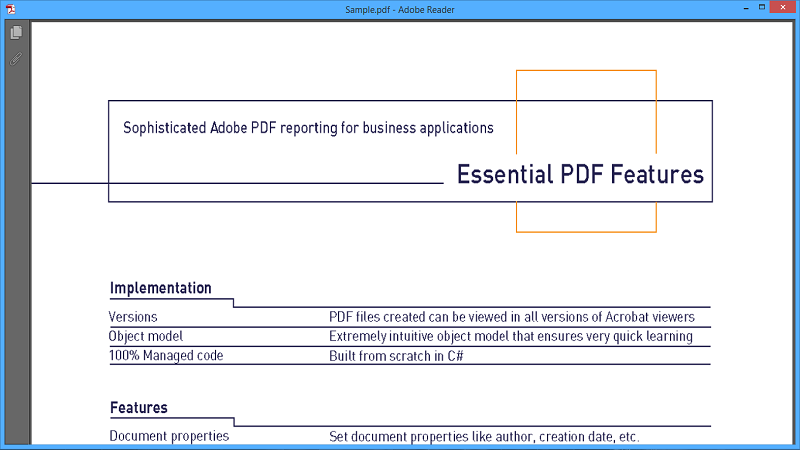 Sample.pdf - Adobe Reader
Sophisticated Adobe PDF reporting for business applications
Essential PDF Features
Implementation
Versions PDF files created can be viewed in all versions of Acrobat viewers
Object model Extremely intuitive object model that ensures very quick learning
100% Managed code Built from scratch in C#
Features
Document properties Set document properties like author, creation date, etc.